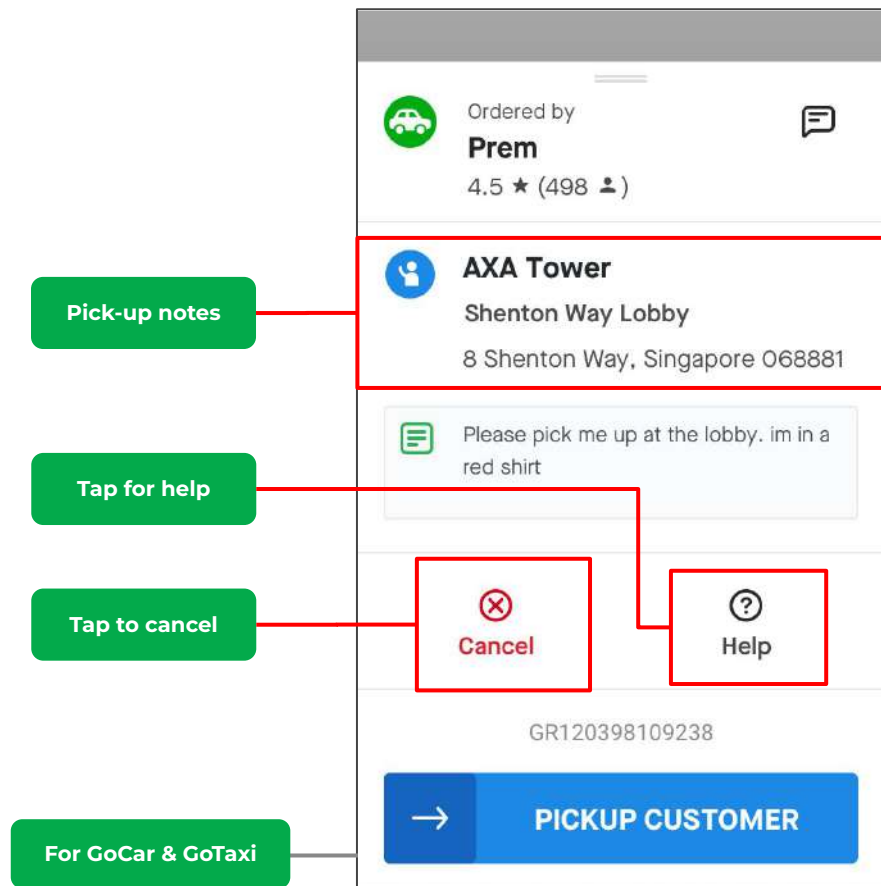 Ordered by
Prem
4.5 ★ (498 )
AXA Tower
Shenton Way Lobby
8 Shenton Way, Singapore 068881
Pick-up notes
Please pick me up at the lobby. im in a
red shirt
Tap for help
Tap to cancel
Cancel
Help
GR120398109238
PICKUP CUSTOMER
For GoCar & GoTaxi